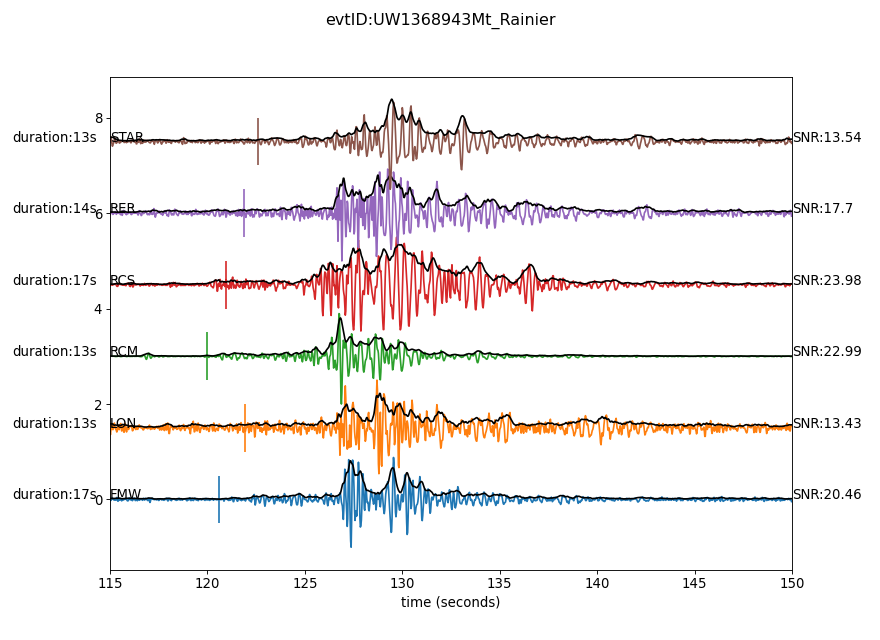 evtID:UW1368943Mt_Rainier
8
duration:13s STAR SNR:13.54
duration:14s RER SNR:17.7
6
duration:17s RCS SNR:23.98
4
duration:13s RCM SNR:22.99
2
duration:13s LON SNR:13.43
duration:17s FMW SNR:20.46
0
115 120 125 130 135 140 145 150
time (seconds)